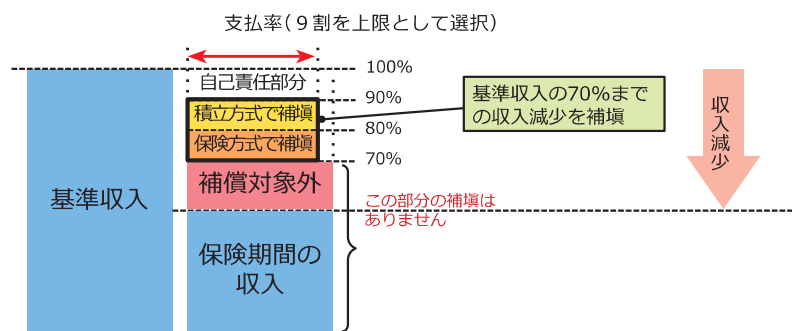 支払率（９割を上限として選択）
100%
自己責任部分
90%
積立方式で補塡
80%
保険方式で補塡
70%
基準収入の70%まで
の収入減少を補塡
収入減少
基準収入
補償対象外
この部分の補塡は
ありません
保険期間の
収入